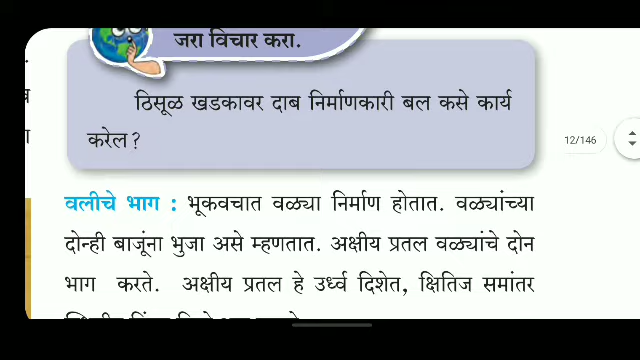 जरा विचार करा.
ठिसूळ खडकावर दाब निर्माणकारी बल कसे कार्य
करेल?
12/146
वलीचे भाग : भूकवचात वळ्या निर्माण होतात. वळ्यांच्या
दोन्ही बाजूंना भुजा असे म्हणतात. अक्षीय प्रतल वळ्यांचे दोन
भाग करते. अक्षीय प्रतल हे उर्ध्व दिशेत, क्षितिज समांतर